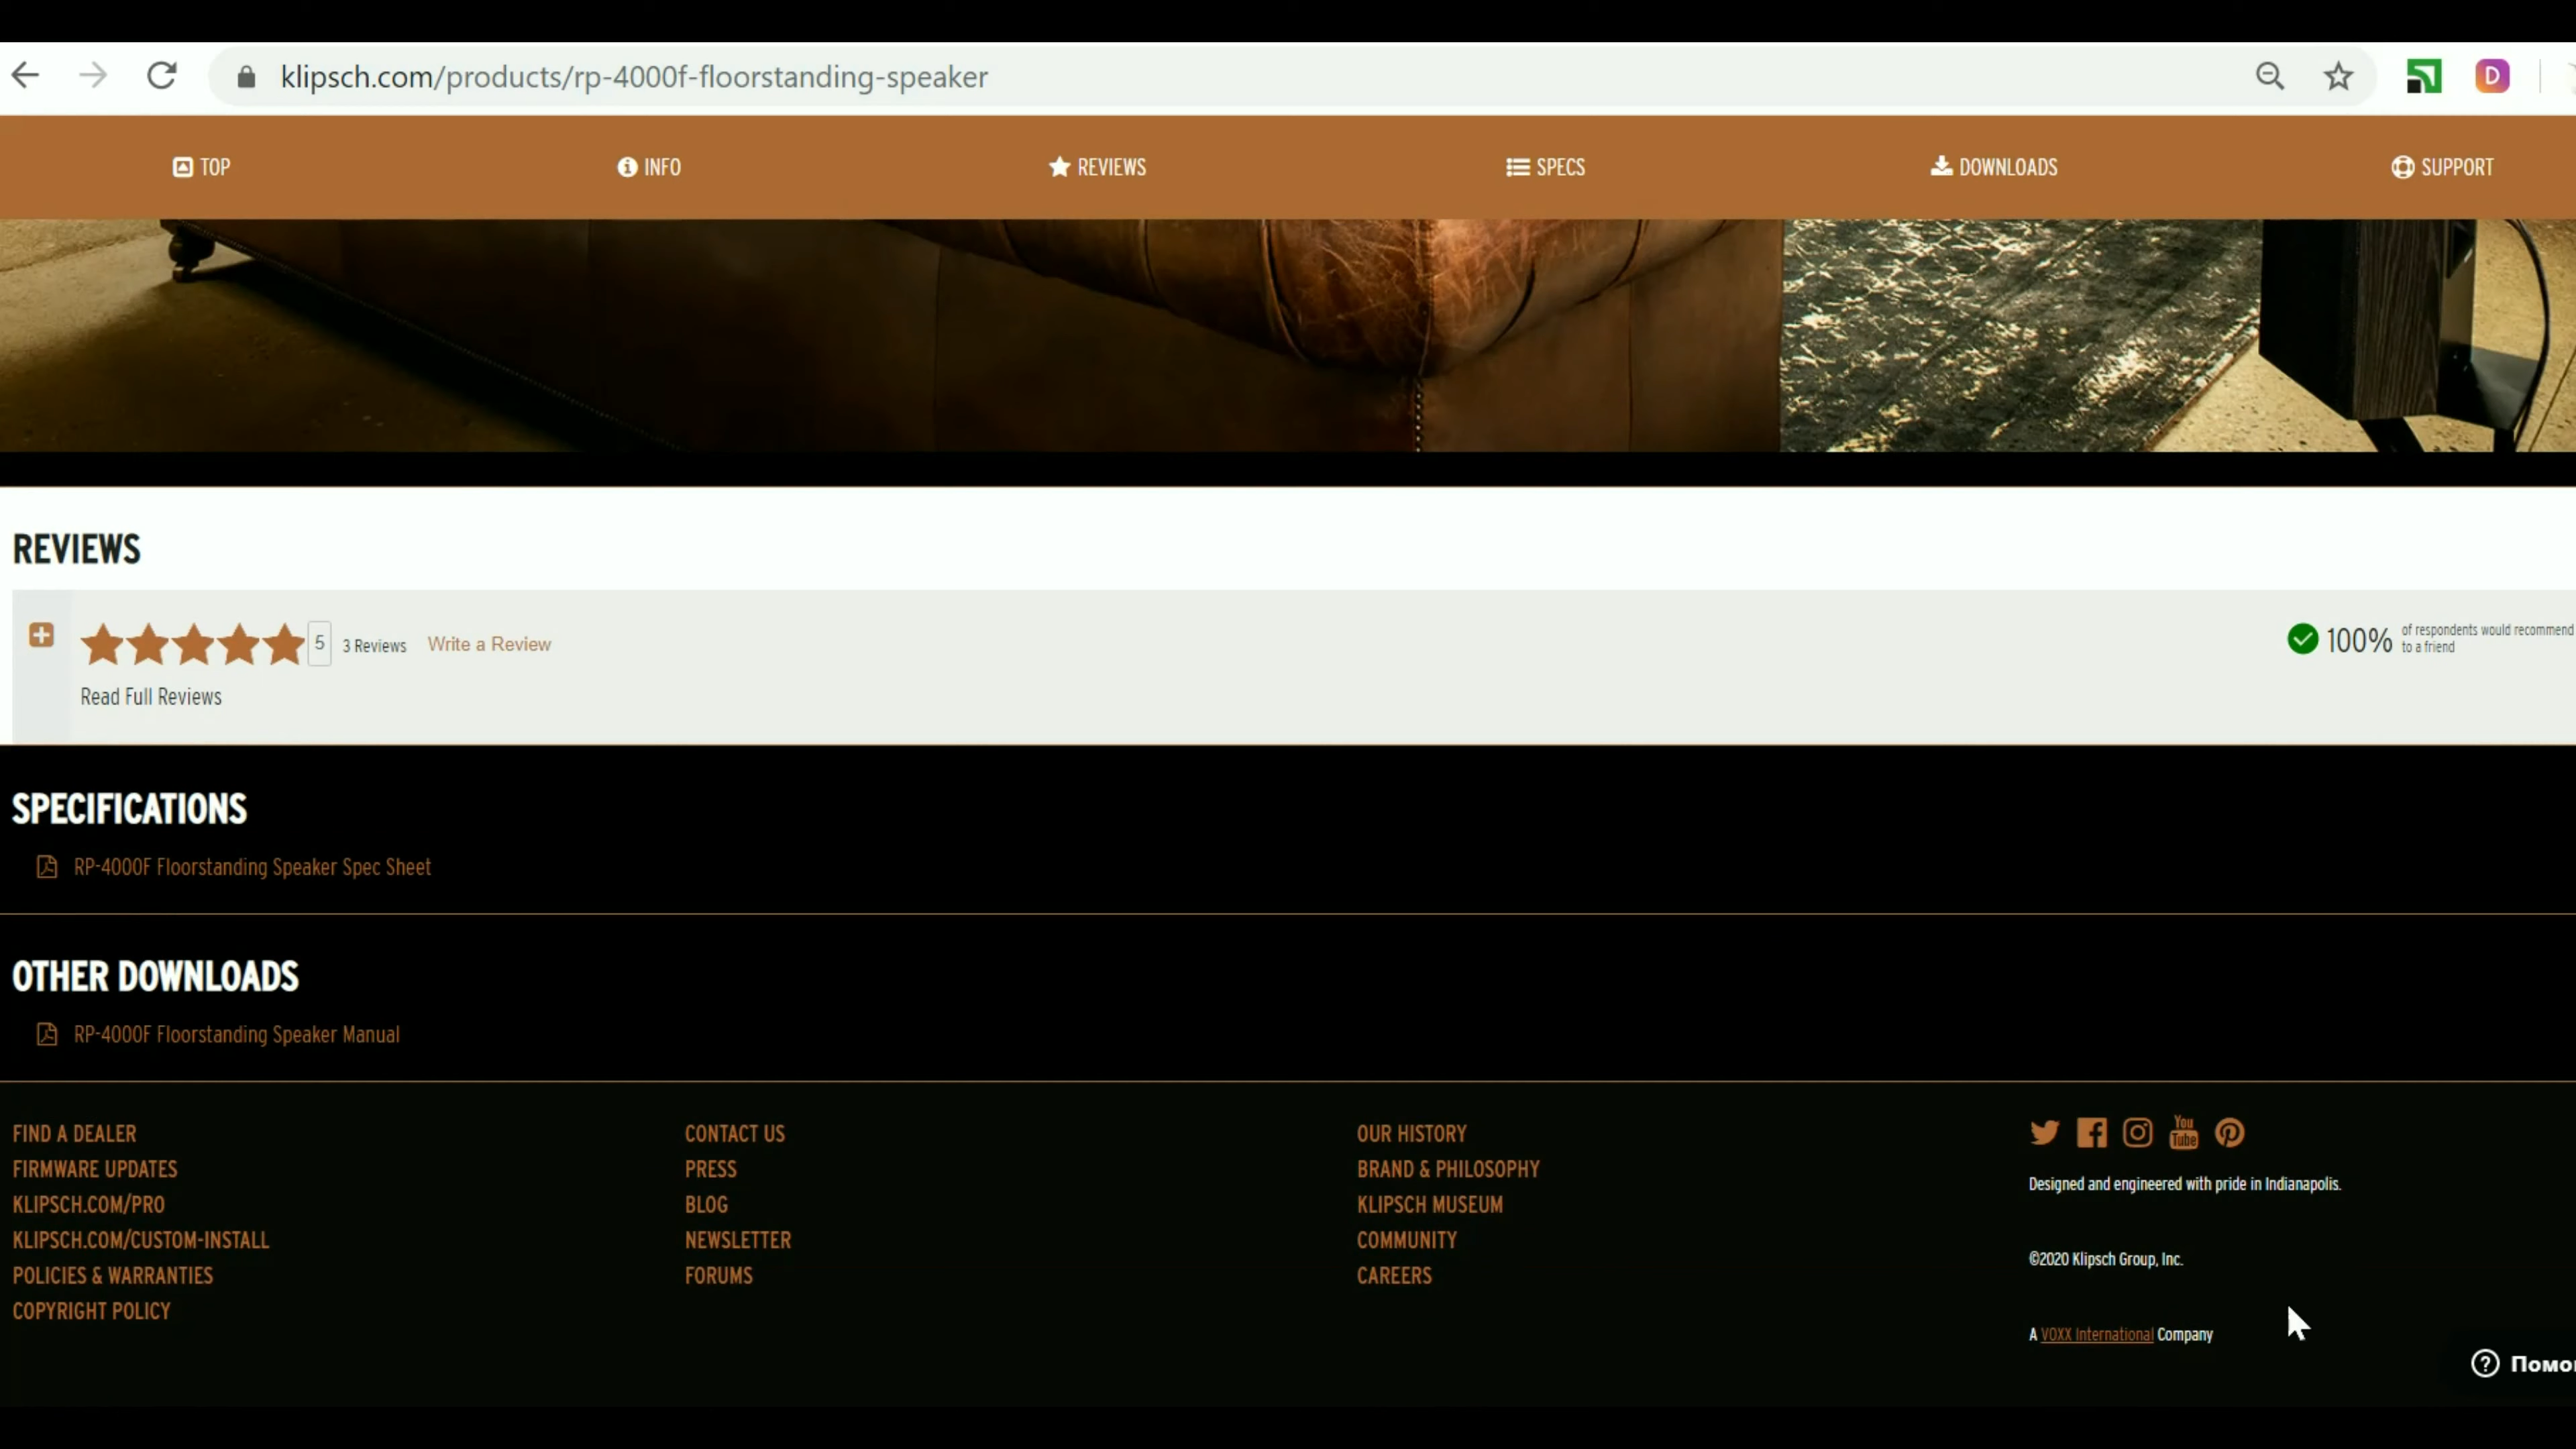 klipsch.com/products/rp-4000f-floorstanding-speaker
D
TOP
INFO
REVIEWS
SPECS
DOWNLOADS
SUPPORT
REVIEWS
5
3 Reviews
Write a Review
100%
of respondents would recommend
to a friend
Read Full Reviews
SPECIFICATIONS
RP-4000F Floorstanding Speaker Spec Sheet
OTHER DOWNLOADS
RP-4000F Floorstanding Speaker Manual
FIND A DEALER
FIRMWARE UPDATES
KLIPSCH.COM/PRO
KLIPSCH.COM/CUSTOM-INSTALL
POLICIES & WARRANTIES
COPYRIGHT POLICY
CONTACT US
PRESS
BLOG
NEWSLETTER
FORUMS
OUR HISTORY
BRAND & PHILOSOPHY
KLIPSCH MUSEUM
COMMUNITY
CAREERS
You
Tube
Designed and engineered with pride in Indianapolis.
©2020 Klipsch Group, Inc.
A VOXX International Company